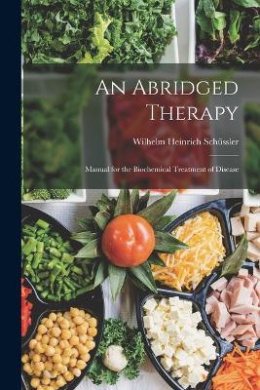 An Abridged
Therapy
Wilhelm Heinrich Schüssler
Manual for the Biochemical Treatment of Disease